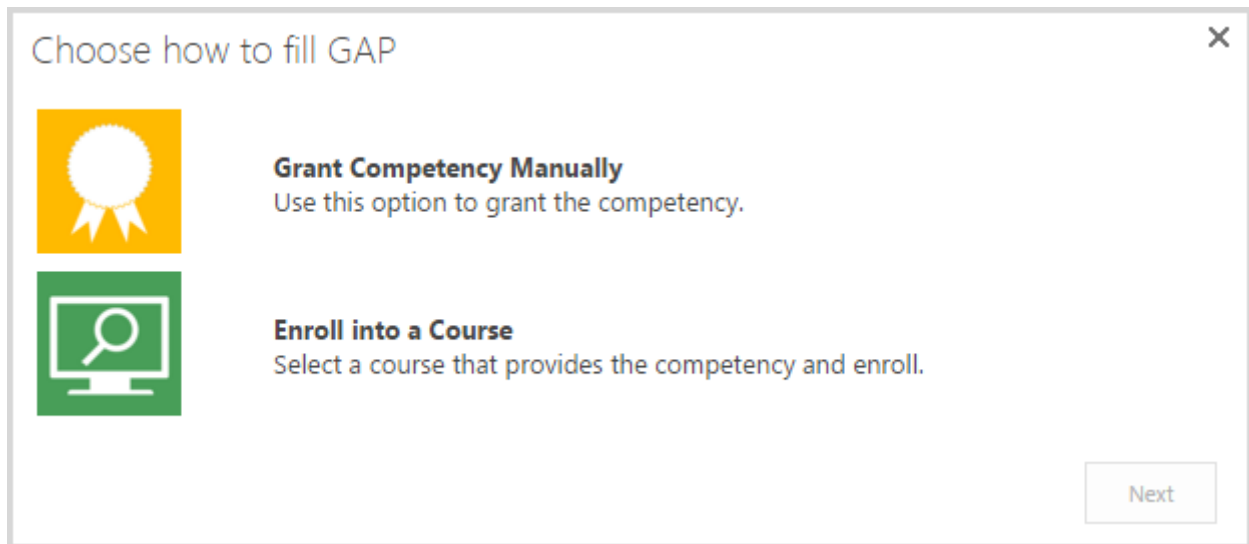 Choose how to fill GAP
Grant Competency Manually
Use this option to grant the competency.
Enroll into a Course
Select a course that provides the competency and enroll.
Next